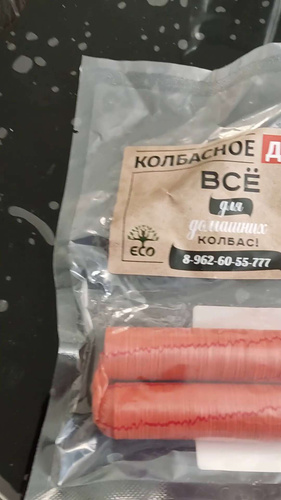 КОЛБАСНОЕ Д
ВСЁ
для
домашних
КОЛБАС!
ECO
8-962-60-55-777